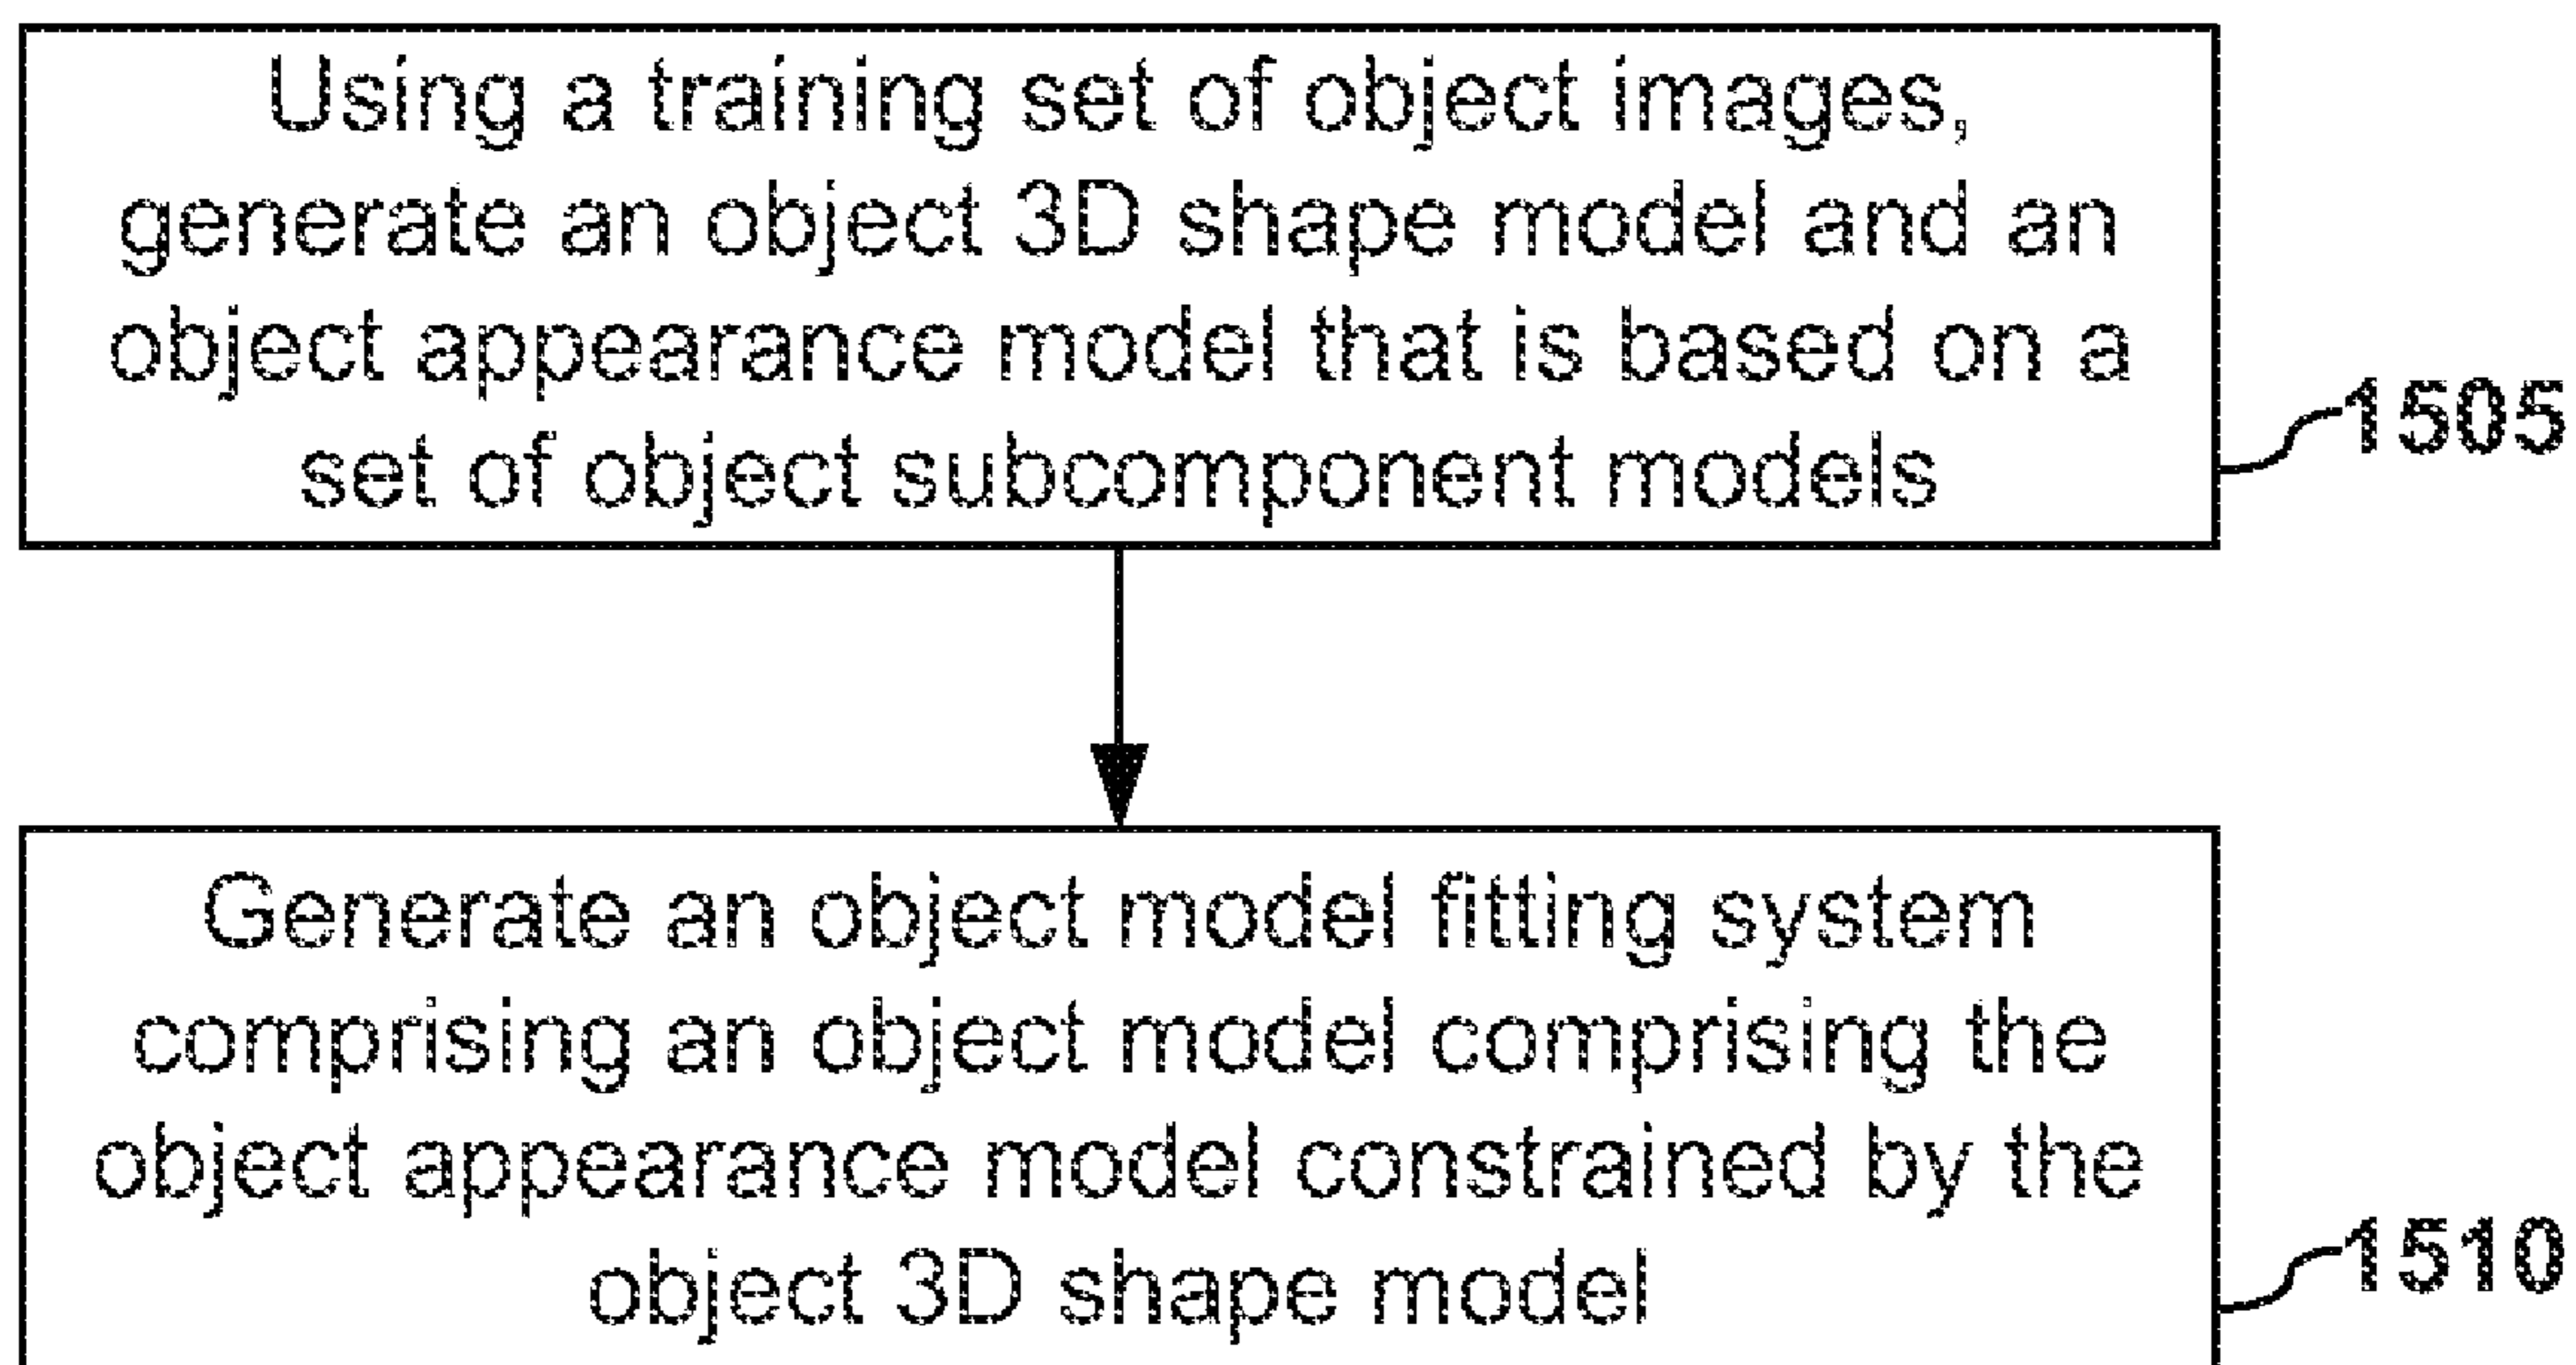 Using a training set of object images,
generate an object 3D shape model and an
object appearance model that is based on a
set of object subcomponent models
1505
Generate an object model fitting system
comprising an object model comprising the
object appearance model constrained by the
object 3D shape model
1510